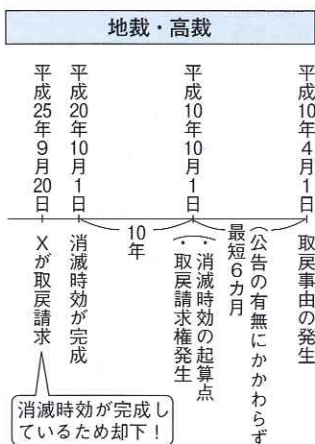 地裁・高裁
平成10年4月1日
取戻事由の発生
（公告の有無にかかわらず
最短6カ月
平成10年10月1日
・消滅時効の起算点
・取戻請求権発生
10年
平成20年10月1日
消滅時効が完成
平成25年9月20日
Xが取戻請求
消滅時効が完成し
ているため却下！